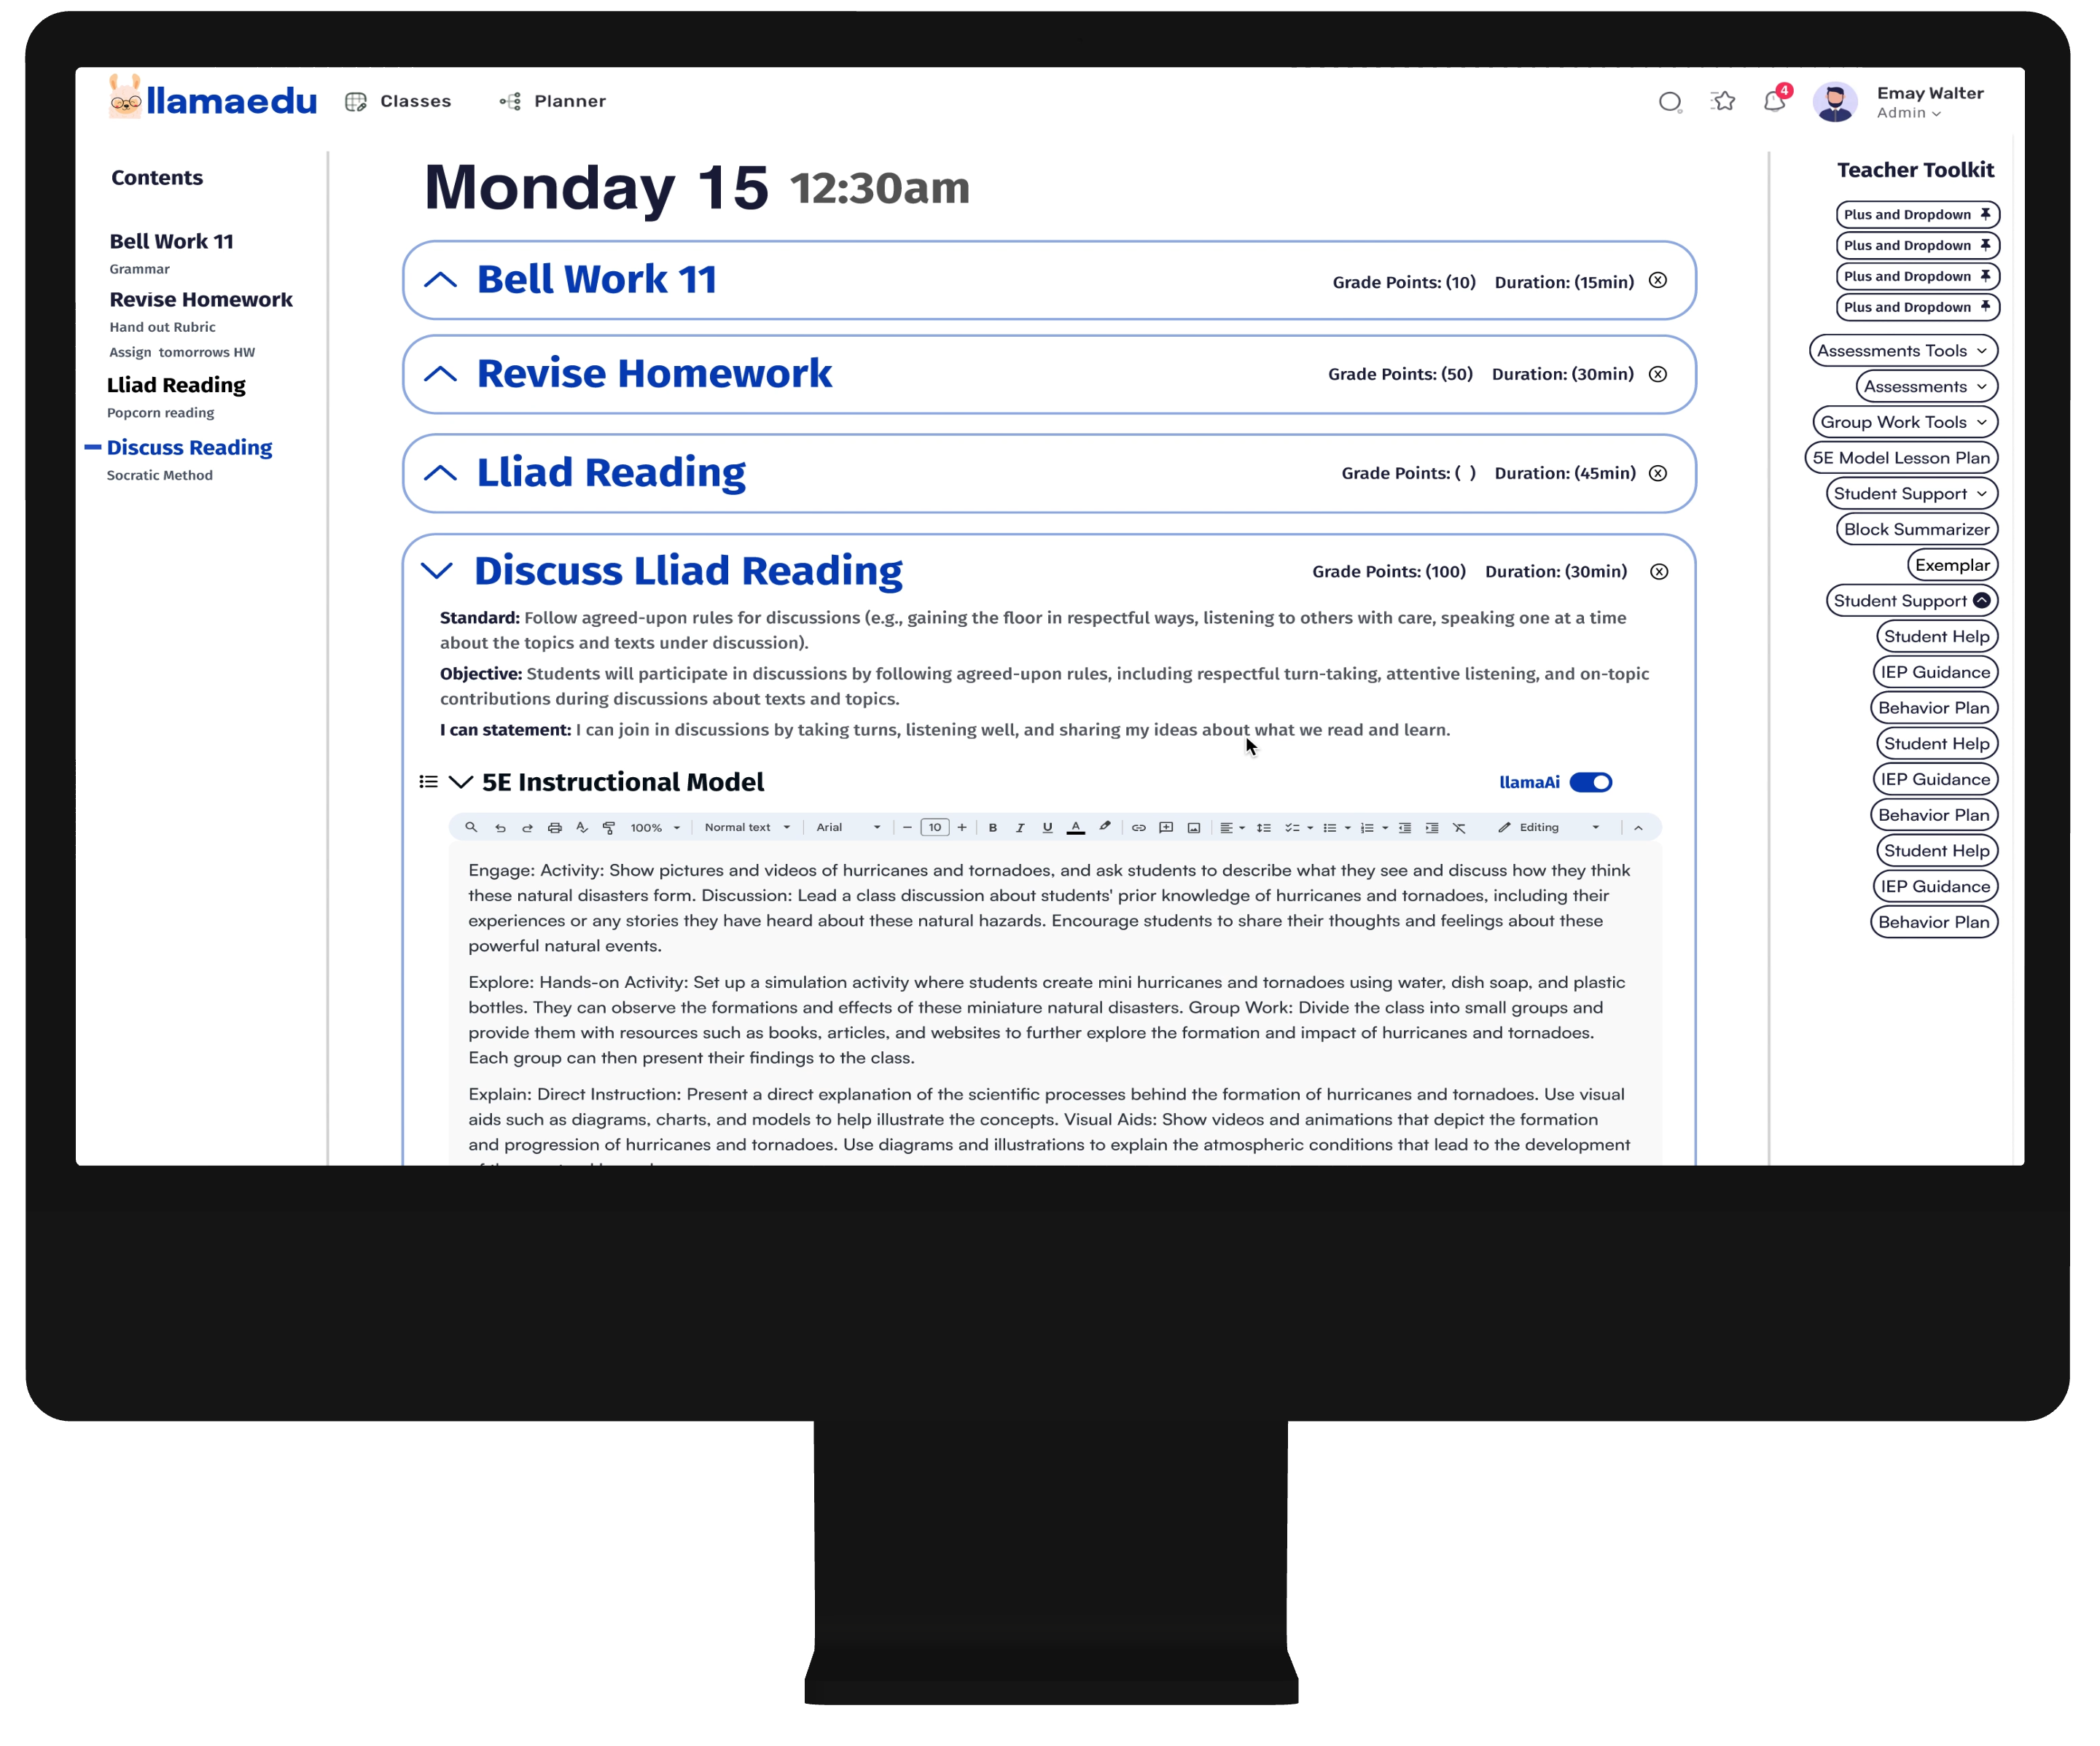 llamaedu
Classes
Planner
4
Emay Walter
Admin
Contents
Bell Work 11
Grammar
Revise Homework
Hand out Rubric
Assign tomorrows HW
Lliad Reading
Popcorn reading
Discuss Reading
Socratic Method
Monday 15 12:30am
Bell Work 11
Grade Points: (10) Duration: (15min)
Revise Homework
Grade Points: (50) Duration: (30min)
Lliad Reading
Grade Points: ( ) Duration: (45min)
Discuss Lliad Reading
Grade Points: (100) Duration: (30min)
Standard: Follow agreed-upon rules for discussions (e.g., gaining the floor in respectful ways, listening to others with care, speaking one at a time
about the topics and texts under discussion).
Objective: Students will participate in discussions by following agreed-upon rules, including respectful turn-taking, attentive listening, and on-topic
contributions during discussions about texts and topics.
I can statement: I can join in discussions by taking turns, listening well, and sharing my ideas about what we read and learn.
5E Instructional Model
llamaAi
100% Normal text Arial 10 B I U A Editing
Engage: Activity: Show pictures and videos of hurricanes and tornadoes, and ask students to describe what they see and discuss how they think
these natural disasters form. Discussion: Lead a class discussion about students' prior knowledge of hurricanes and tornadoes, including their
experiences or any stories they have heard about these natural hazards. Encourage students to share their thoughts and feelings about these
powerful natural events.
Explore: Hands-on Activity: Set up a simulation activity where students create mini hurricanes and tornadoes using water, dish soap, and plastic
bottles. They can observe the formations and effects of these miniature natural disasters. Group Work: Divide the class into small groups and
provide them with resources such as books, articles, and websites to further explore the formation and impact of hurricanes and tornadoes.
Each group can then present their findings to the class.
Explain: Direct Instruction: Present a direct explanation of the scientific processes behind the formation of hurricanes and tornadoes. Use visual
aids such as diagrams, charts, and models to help illustrate the concepts. Visual Aids: Show videos and animations that depict the formation
and progression of hurricanes and tornadoes. Use diagrams and illustrations to explain the atmospheric conditions that lead to the development
Teacher Toolkit
Plus and Dropdown
Plus and Dropdown
Plus and Dropdown
Plus and Dropdown
Assessments Tools
Assessments
Group Work Tools
5E Model Lesson Plan
Student Support
Block Summarizer
Exemplar
Student Support
Student Help
IEP Guidance
Behavior Plan
Student Help
IEP Guidance
Behavior Plan
Student Help
IEP Guidance
Behavior Plan